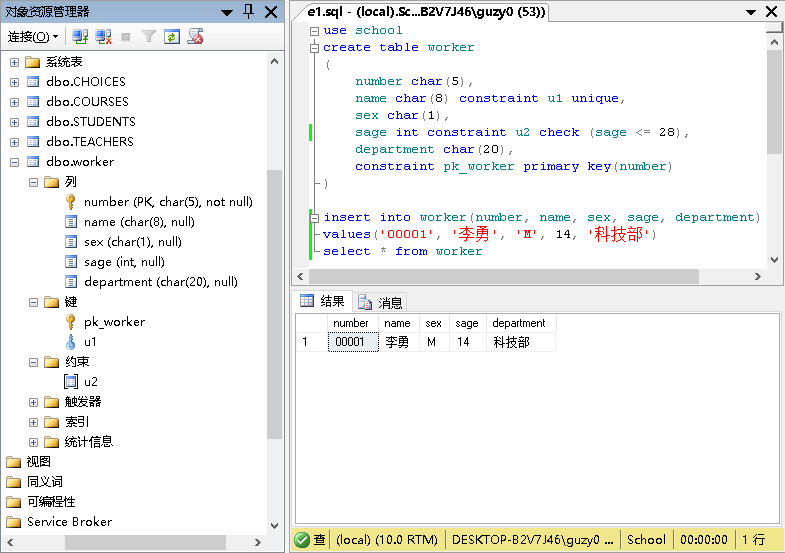 对象资源管理器
连接(O)
系统表
dbo.CHOICES
dbo.COURSES
dbo.STUDENTS
dbo.TEACHERS
dbo.worker
列
number (PK, char(5), not null)
name (char(8), null)
sex (char(1), null)
sage (int, null)
department (char(20), null)
键
pk_worker
u1
约束
u2
触发器
索引
统计信息
视图
同义词
可编程性
Service Broker
e1.sql - (local).Sc...B2V7J46\guzy0 (53))
use school
create table worker
(
number char(5),
name char(8) constraint u1 unique,
sex char(1),
sage int constraint u2 check (sage <= 28),
department char(20),
constraint pk_worker primary key(number)
)
insert into worker(number, name, sex, sage, department)
values('00001', '李勇', 'M', 14, '科技部')
select * from worker
结果 消息
number name sex sage department
1 00001 李勇 M 14 科技部
查 (local) (10.0 RTM) DESKTOP-B2V7J46\guzy0 ... School 00:00:00 1 行